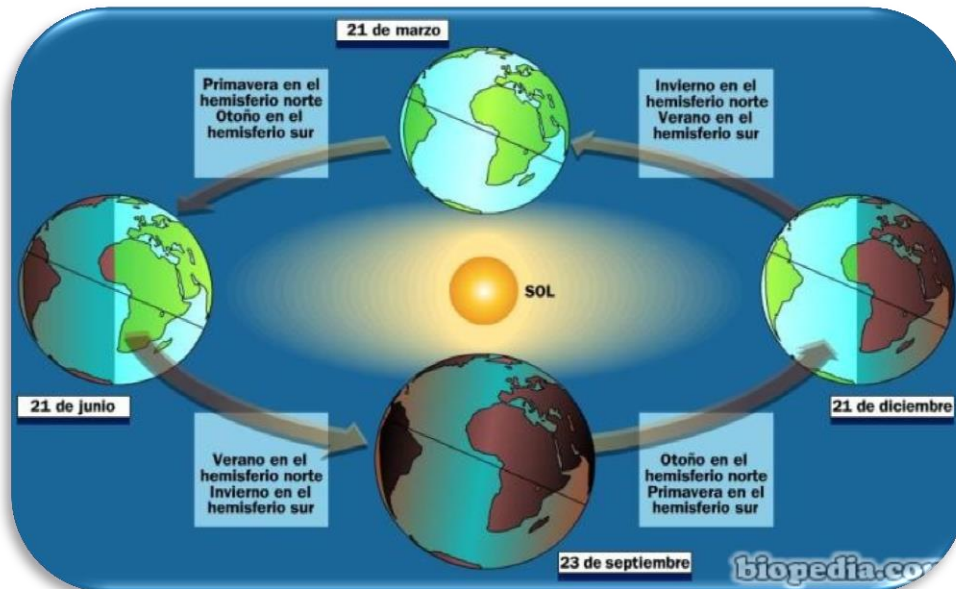 21 de marzo
Primavera en el
hemisferio norte
Otoño en el
hemisferio sur
Invierno en el
hemisferio norte
Verano en el
hemisferio sur
SOL
21 de junio
21 de diciembre
Verano en el
hemisferio norte
Invierno en el
hemisferio sur
Otoño en el
hemisferio norte
Primavera en el
hemisferio sur
23 de septiembre
biopedia.com